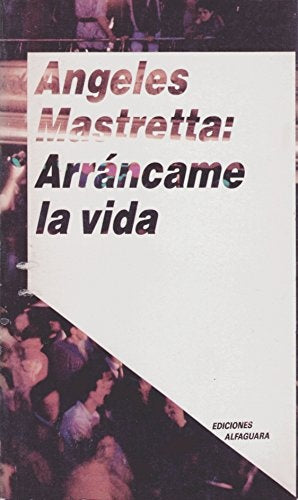 Angeles
Mastretta:
Arráncame
la vida
EDICIONES
ALFAGUARA